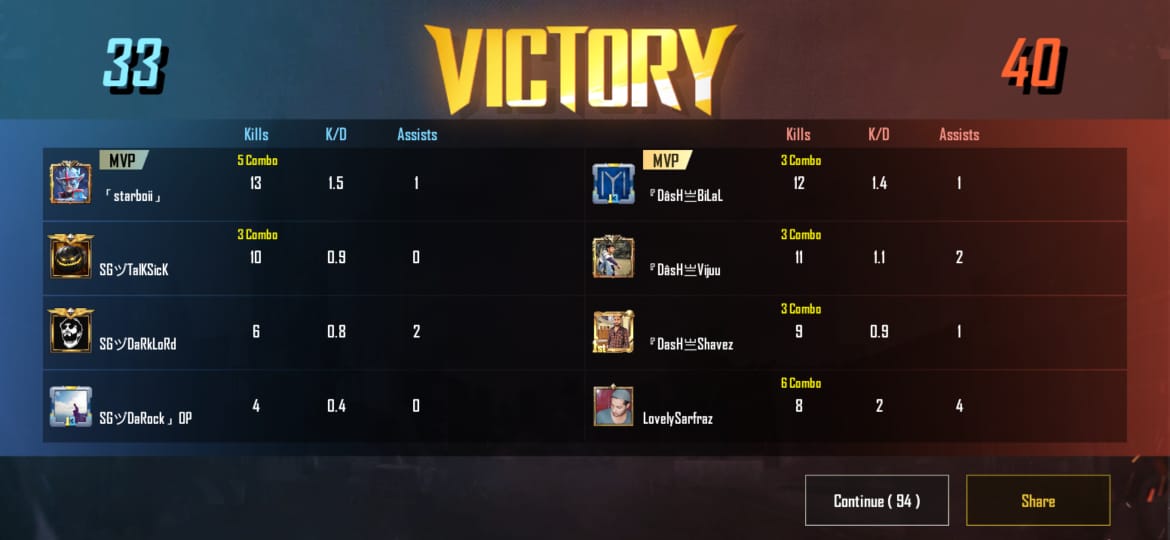 33 VICTORY 40
Kills K/D Assists Kills K/D Assists
MVP 5 Combo MVP 3 Combo
「starboii」 13 1.5 1 『DâsH亗BiLaL 12 1.4 1
3 Combo 3 Combo
SGヅTalKSicK 10 0.9 0 『DâsH亗Vijuu 11 1.1 2
3 Combo
SGヅDaRkLoRd 6 0.8 2 1st 『DasH亗Shavez 9 0.9 1
6 Combo
SGヅDaRock」OP 4 0.4 0 LovelySarfraz 8 2 4
Continue ( 94 ) Share